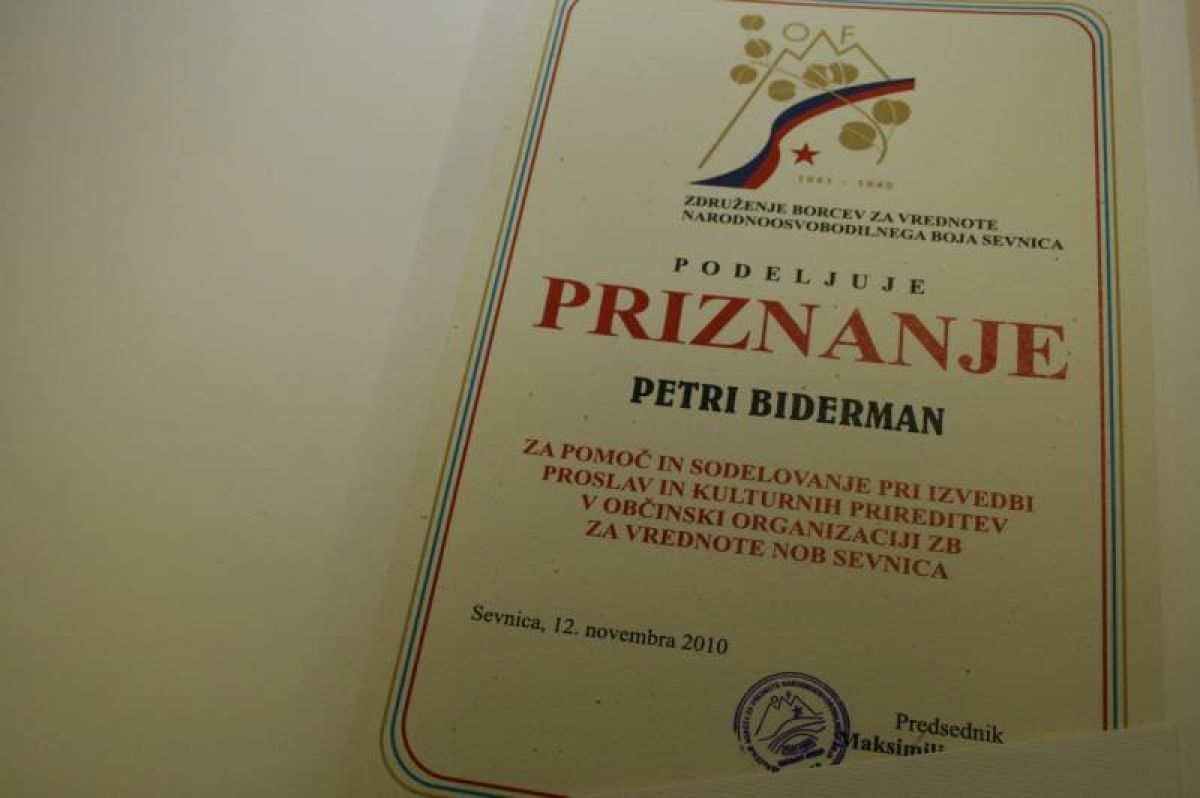 O F
1941 - 1945
ZDRUŽENJE BORCEV ZA VREDNOTE
NARODNOOSVOBODILNEGA BOJA SEVNICA
PODELJUJE
PRIZNANJE
PETRI BIDERMAN
ZA POMOČ IN SODELOVANJE PRI IZVEDBI
PROSLAV IN KULTURNIH PRIREDITEV
V OBČINSKI ORGANIZACIJI ZB
ZA VREDNOTE NOB SEVNICA
Sevnica, 12. novembra 2010
Predsednik